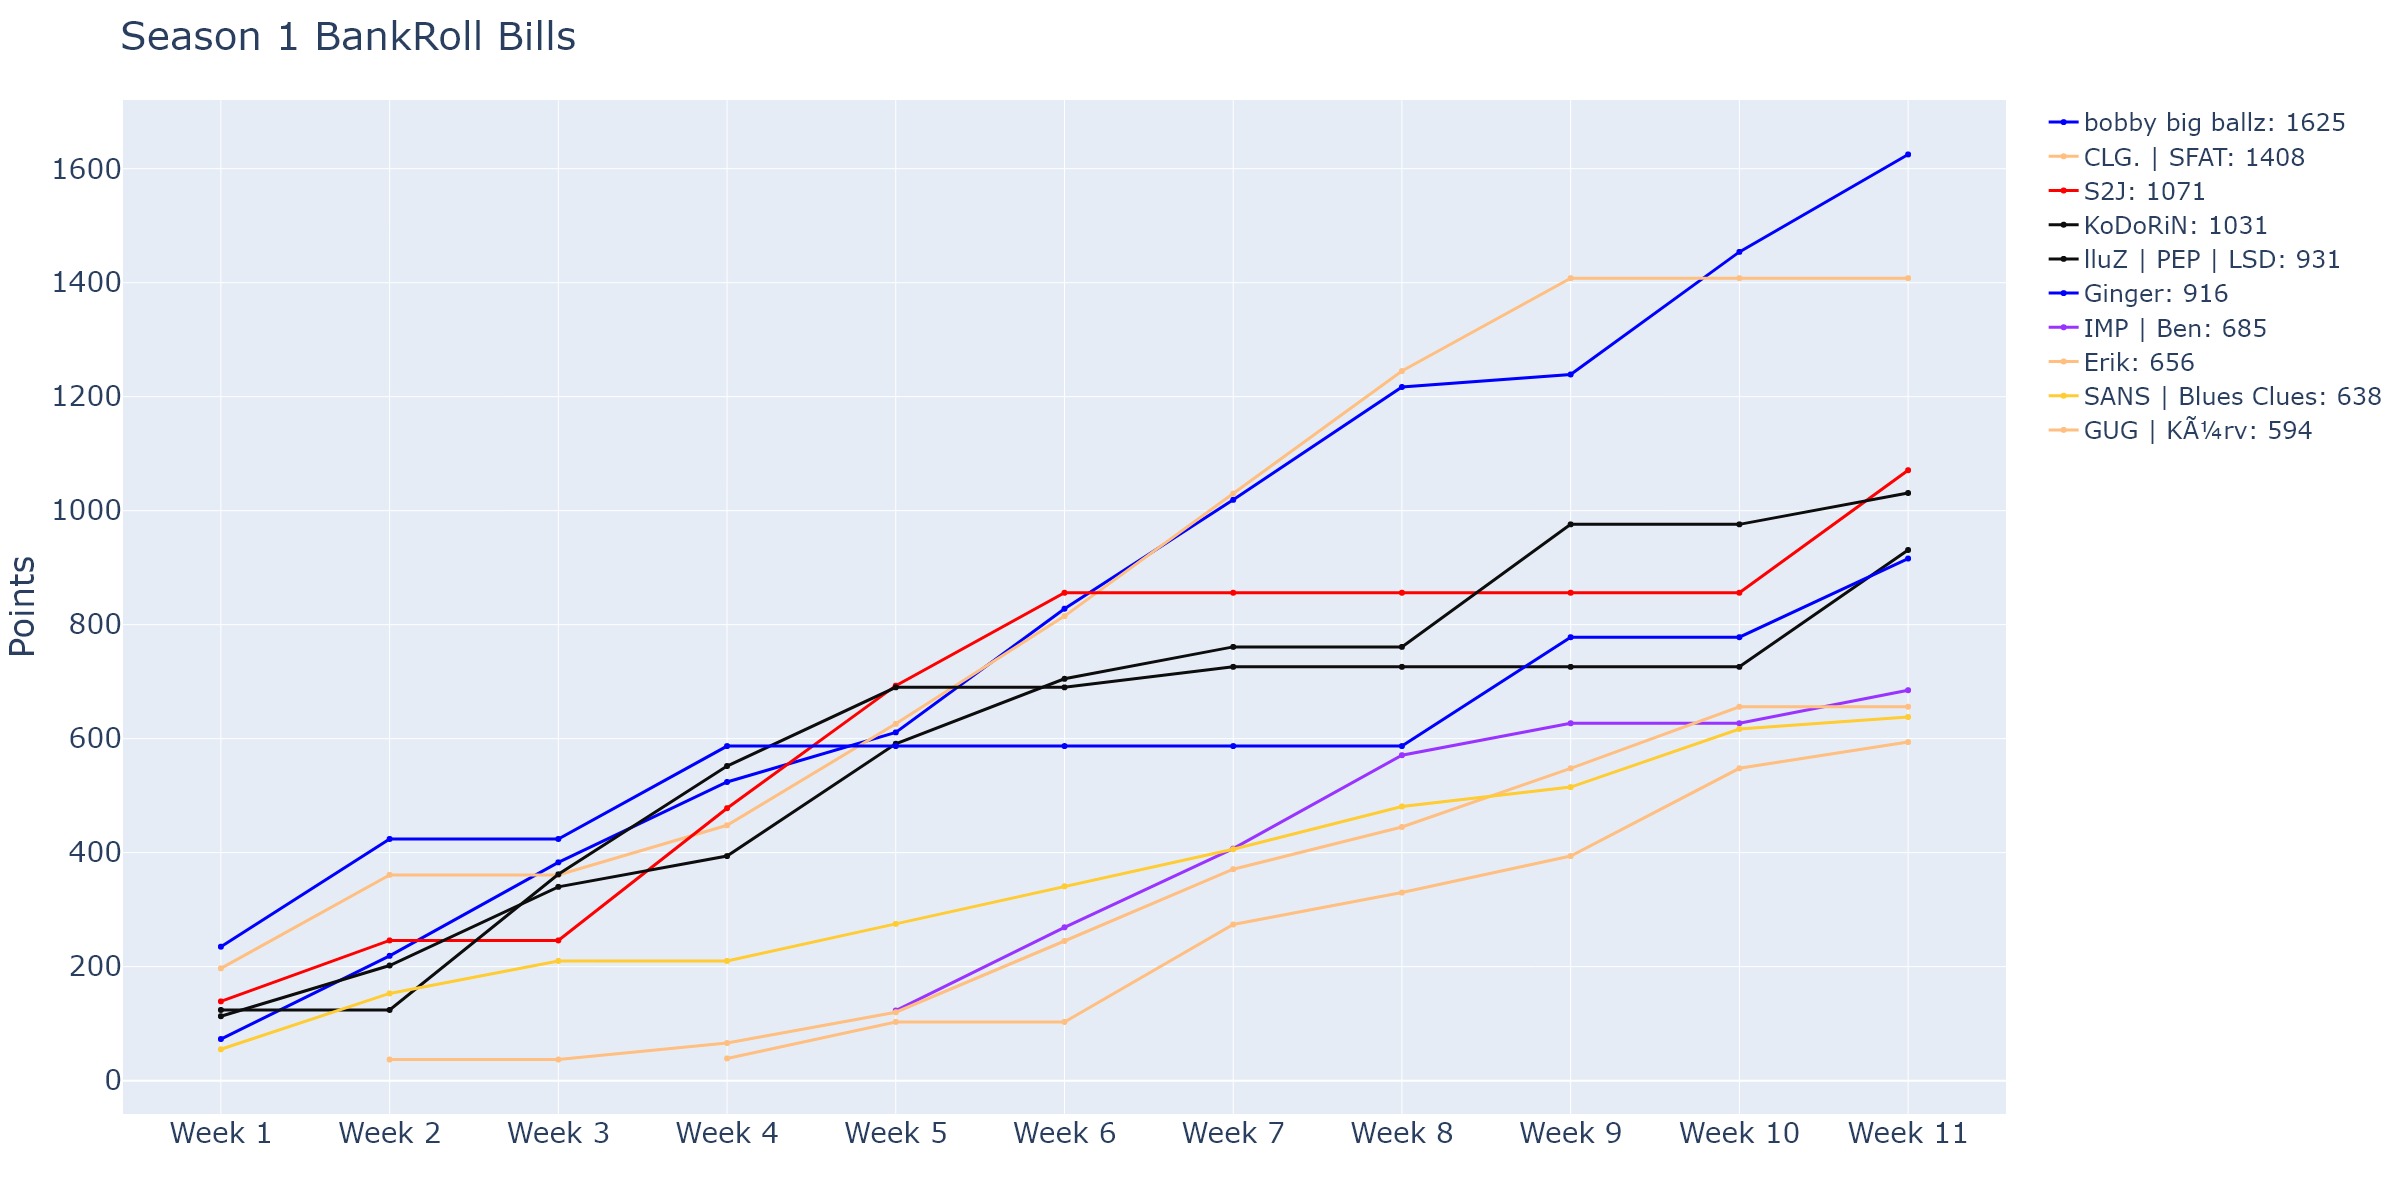 Season 1 BankRoll Bills
bobby big ballz: 1625
CLG. | SFAT: 1408
S2J: 1071
KoDoRiN: 1031
lluZ | PEP | LSD: 931
Ginger: 916
IMP | Ben: 685
Erik: 656
SANS | Blues Clues: 638
GUG | KÃ¼rv: 594
Points
1600
1400
1200
1000
800
600
400
200
0
Week 1 Week 2 Week 3 Week 4 Week 5 Week 6 Week 7 Week 8 Week 9 Week 10 Week 11